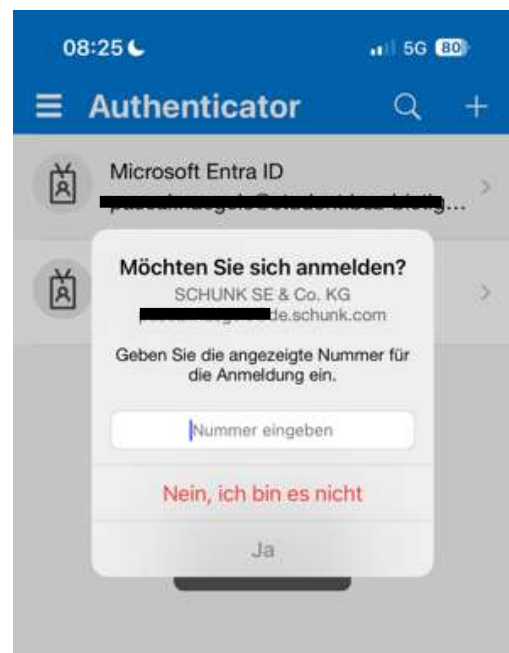 08:25
5G 80
Authenticator
Microsoft Entra ID
Möchten Sie sich anmelden?
SCHUNK SE & Co. KG
de.schunk.com
Geben Sie die angezeigte Nummer für
die Anmeldung ein.
Nummer eingeben
Nein, ich bin es nicht
Ja